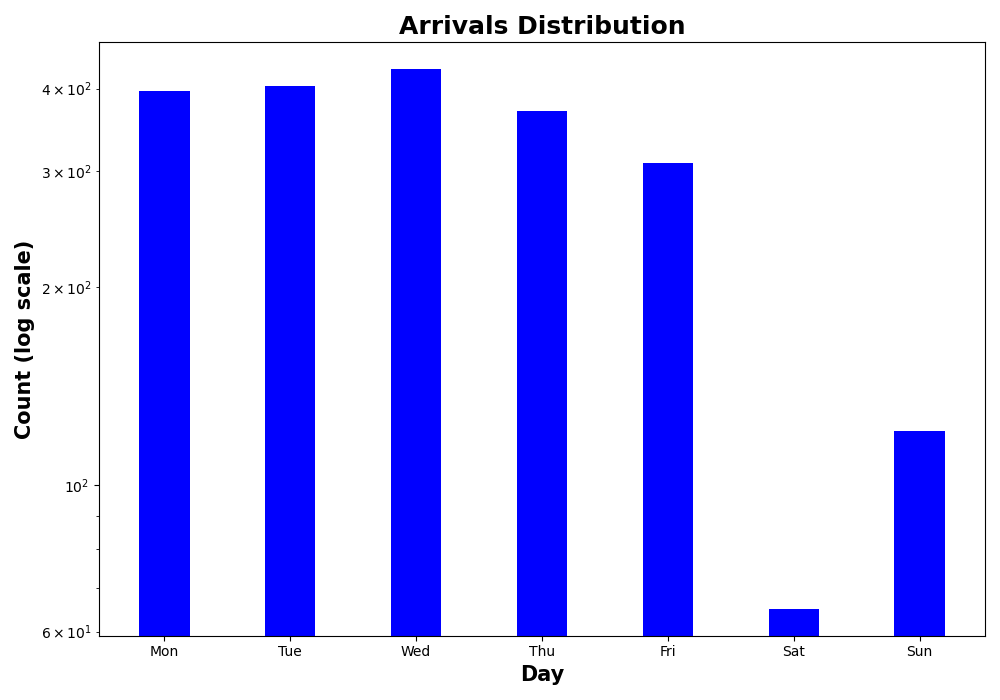 Arrivals Distribution
Count (log scale)
4 × 10²
3 × 10²
2 × 10²
10²
6 × 10¹
Mon Tue Wed Thu Fri Sat Sun
Day